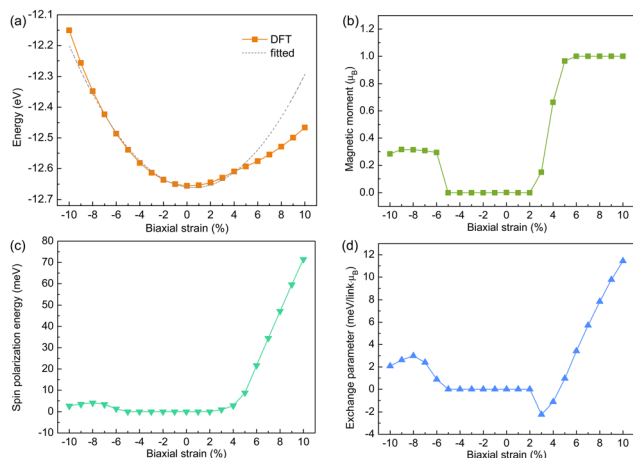 (a)
-12.1
-12.2
-12.3
-12.4
-12.5
-12.6
-12.7
Energy (eV)
DFT
fitted
-10 -8 -6 -4 -2 0 2 4 6 8 10
Biaxial strain (%)
(b)
1.0
0.8
0.6
0.4
0.2
0.0
Magnetic moment (μB)
-10 -8 -6 -4 -2 0 2 4 6 8 10
Biaxial strain (%)
(c)
80
70
60
50
40
30
20
10
0
-10
Spin polarization energy (meV)
-10 -8 -6 -4 -2 0 2 4 6 8 10
Biaxial strain (%)
(d)
12
10
8
6
4
2
0
-2
-4
Exchange parameter (meV/link·μB)
-10 -8 -6 -4 -2 0 2 4 6 8 10
Biaxial strain (%)